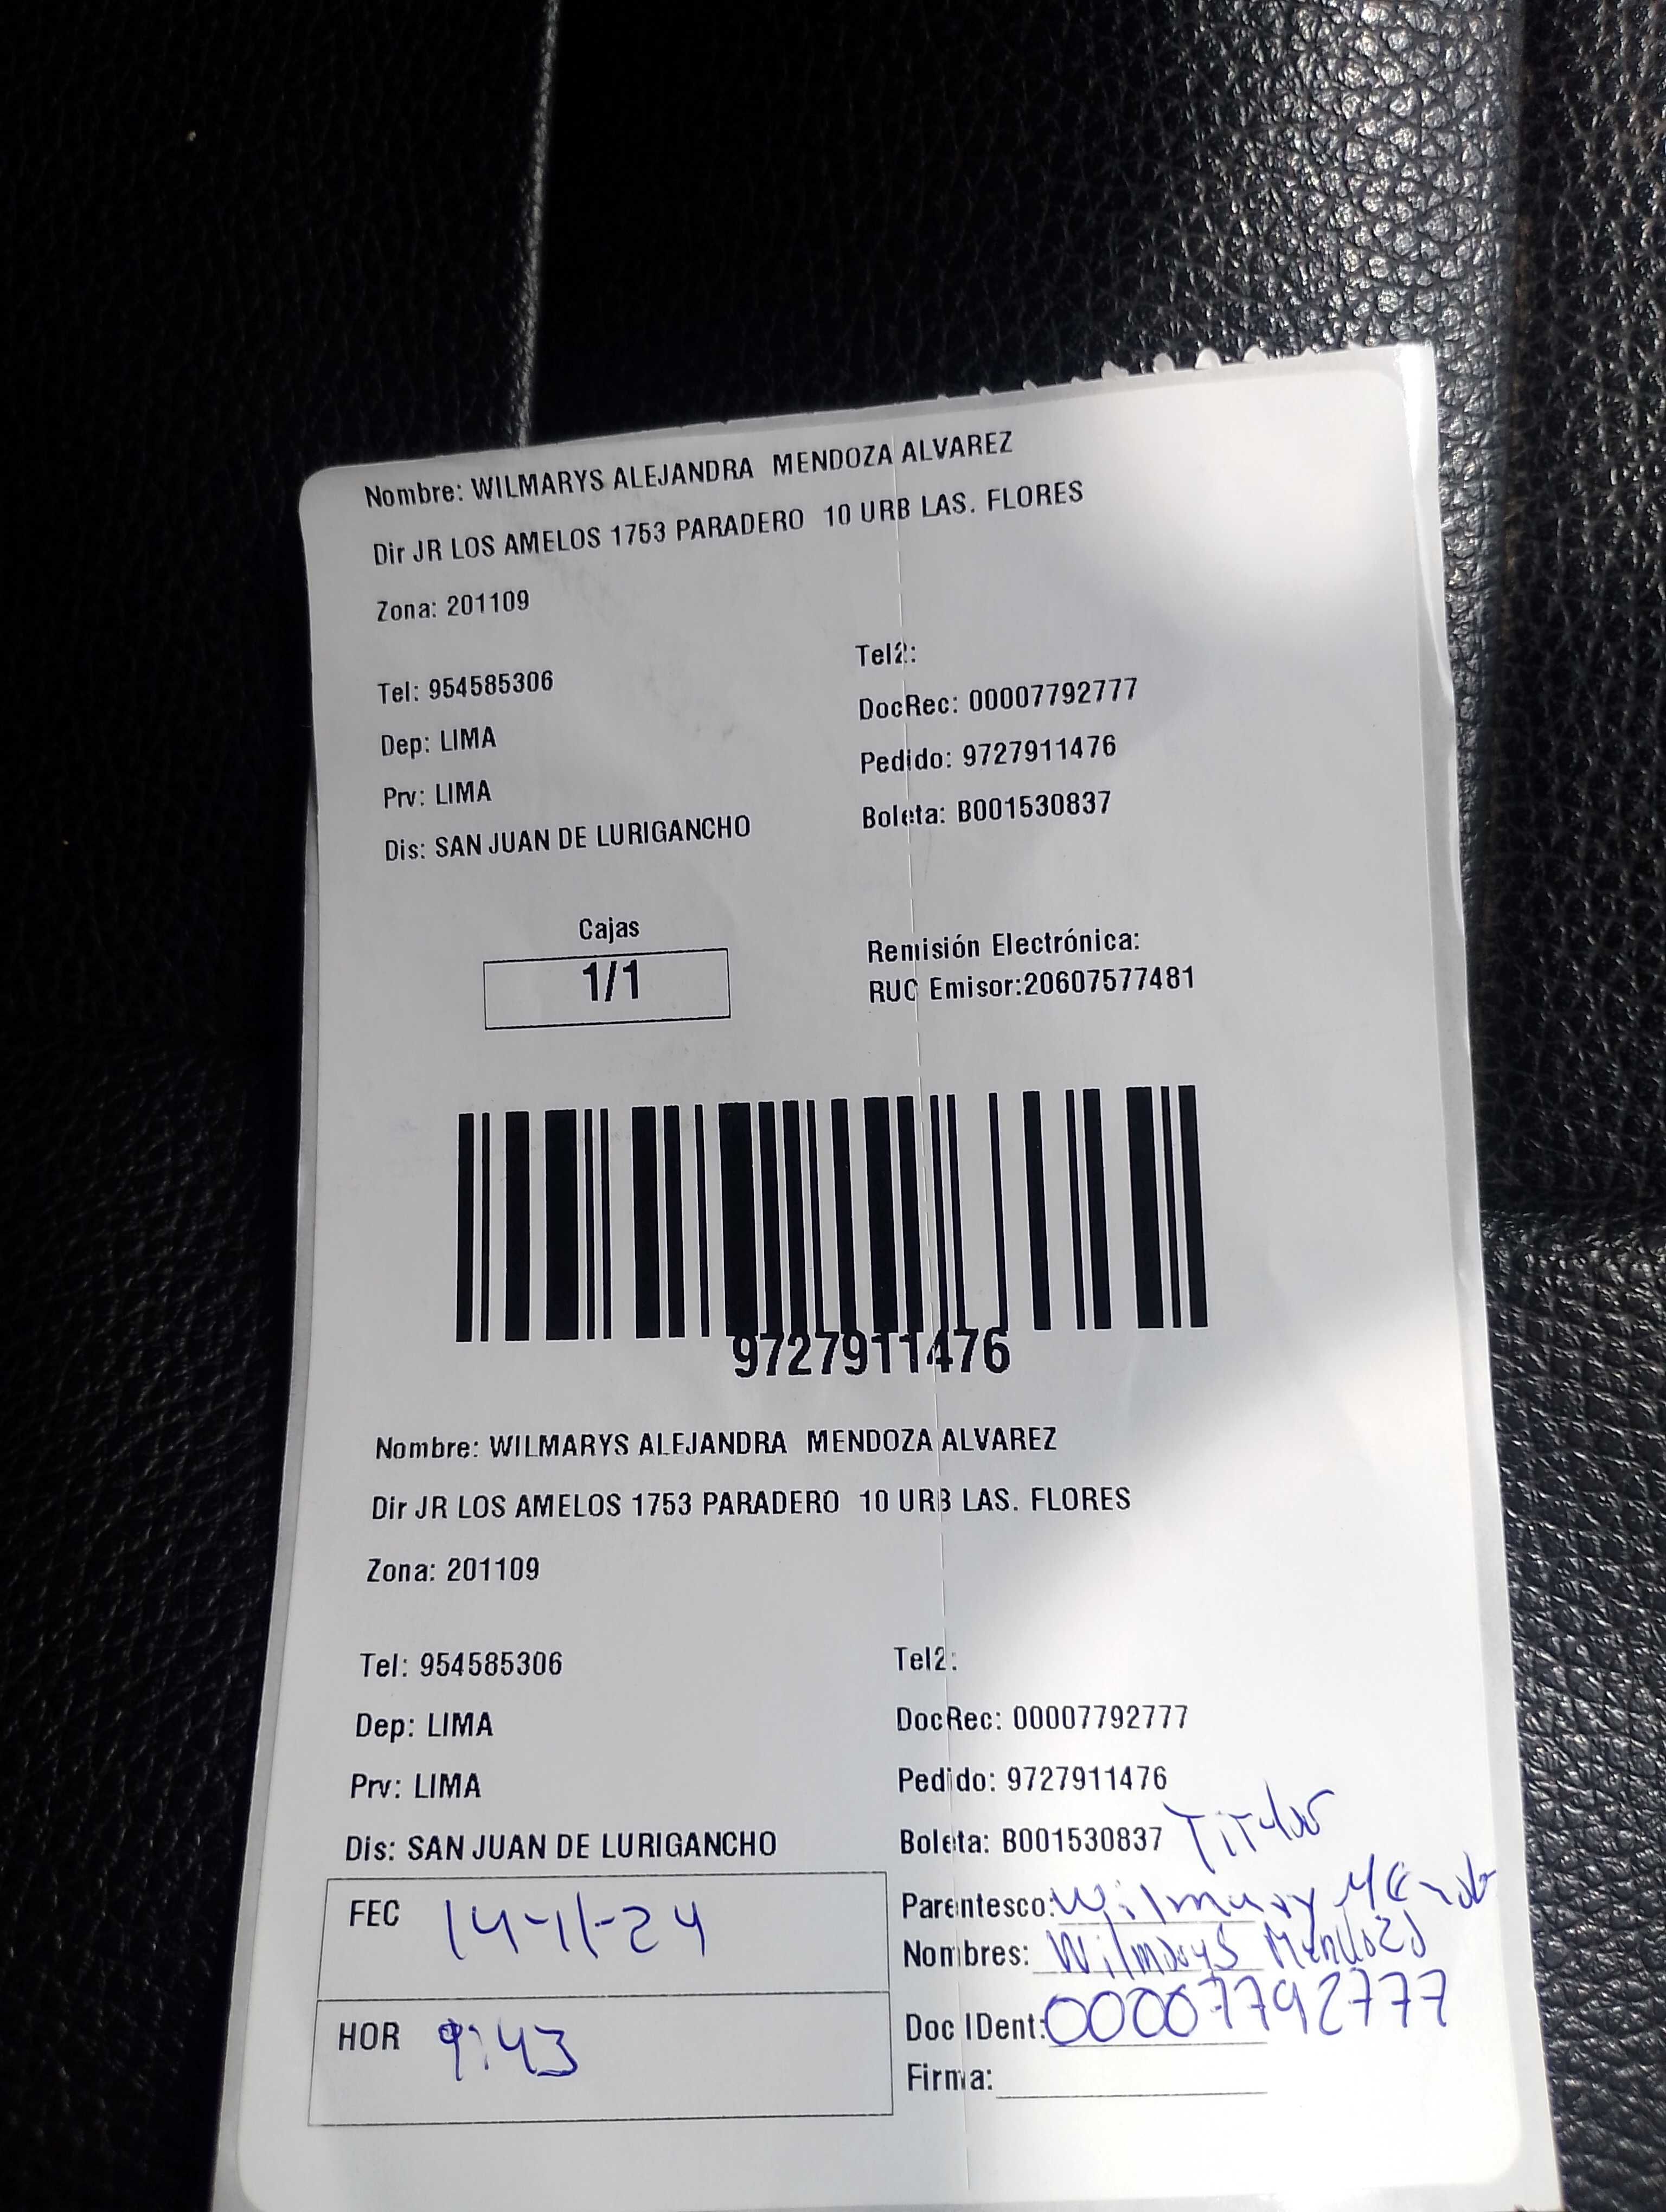 Nombre: WILMARYS ALEJANDRA MENDOZA ALVAREZ
Dir JR LOS AMELOS 1753 PARADERO 10 URB LAS. FLORES
Zona: 201109
Tel2:
Tel: 954585306
DocRec: 00007792777
Dep: LIMA
Pedido: 9727911476
Prv: LIMA
Boleta: B001530837
Dis: SAN JUAN DE LURIGANCHO
Cajas
1/1
Remisión Electrónica:
RUC Emisor:20607577481
9727911476
Nombre: WILMARYS ALEJANDRA MENDOZA ALVAREZ
Dir JR LOS AMELOS 1753 PARADERO 10 URB LAS. FLORES
Zona: 201109
Tel: 954585306 Tel2:
Dep: LIMA DocRec: 00007792777
Prv: LIMA Pedido: 9727911476
Dis: SAN JUAN DE LURIGANCHO Boleta: B001530837 Titular
FEC 14-11-24
Parentesco: Wilmary
Nombres: Wilmarys Mendoza
HOR 9:43
Doc IDent: 00007792777
Firma: